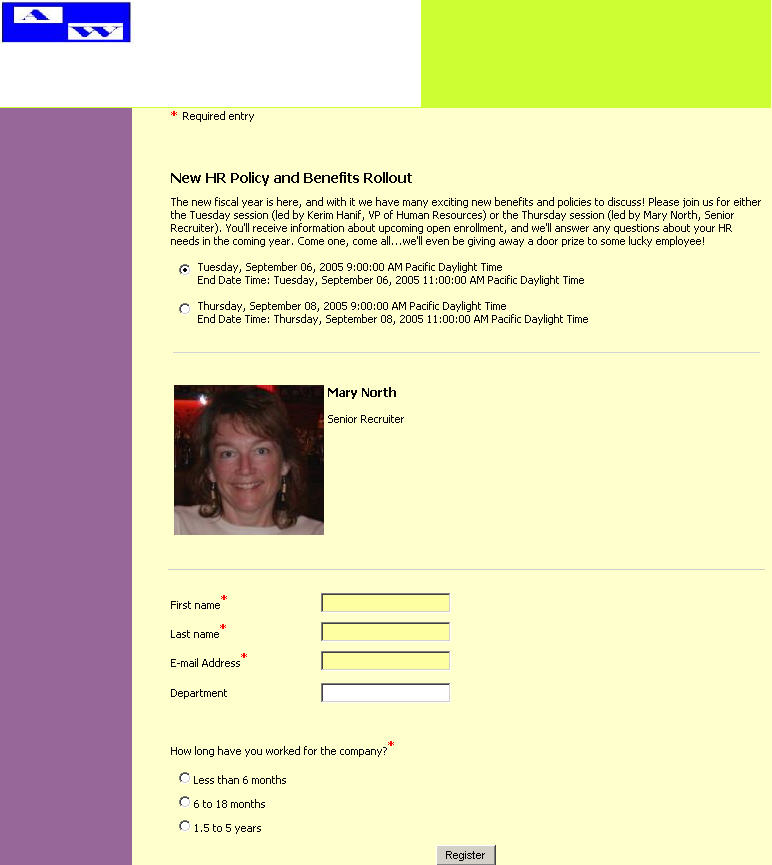 A
W
* Required entry
New HR Policy and Benefits Rollout
The new fiscal year is here, and with it we have many exciting new benefits and policies to discuss! Please join us for either
the Tuesday session (led by Kerim Hanif, VP of Human Resources) or the Thursday session (led by Mary North, Senior
Recruiter). You'll receive information about upcoming open enrollment, and we'll answer any questions about your HR
needs in the coming year. Come one, come all...we'll even be giving away a door prize to some lucky employee!
Tuesday, September 06, 2005 9:00:00 AM Pacific Daylight Time
End Date Time: Tuesday, September 06, 2005 11:00:00 AM Pacific Daylight Time
Thursday, September 08, 2005 9:00:00 AM Pacific Daylight Time
End Date Time: Thursday, September 08, 2005 11:00:00 AM Pacific Daylight Time
Mary North
Senior Recruiter
First name*
Last name*
E-mail Address*
Department
How long have you worked for the company?*
Less than 6 months
6 to 18 months
1.5 to 5 years
Register